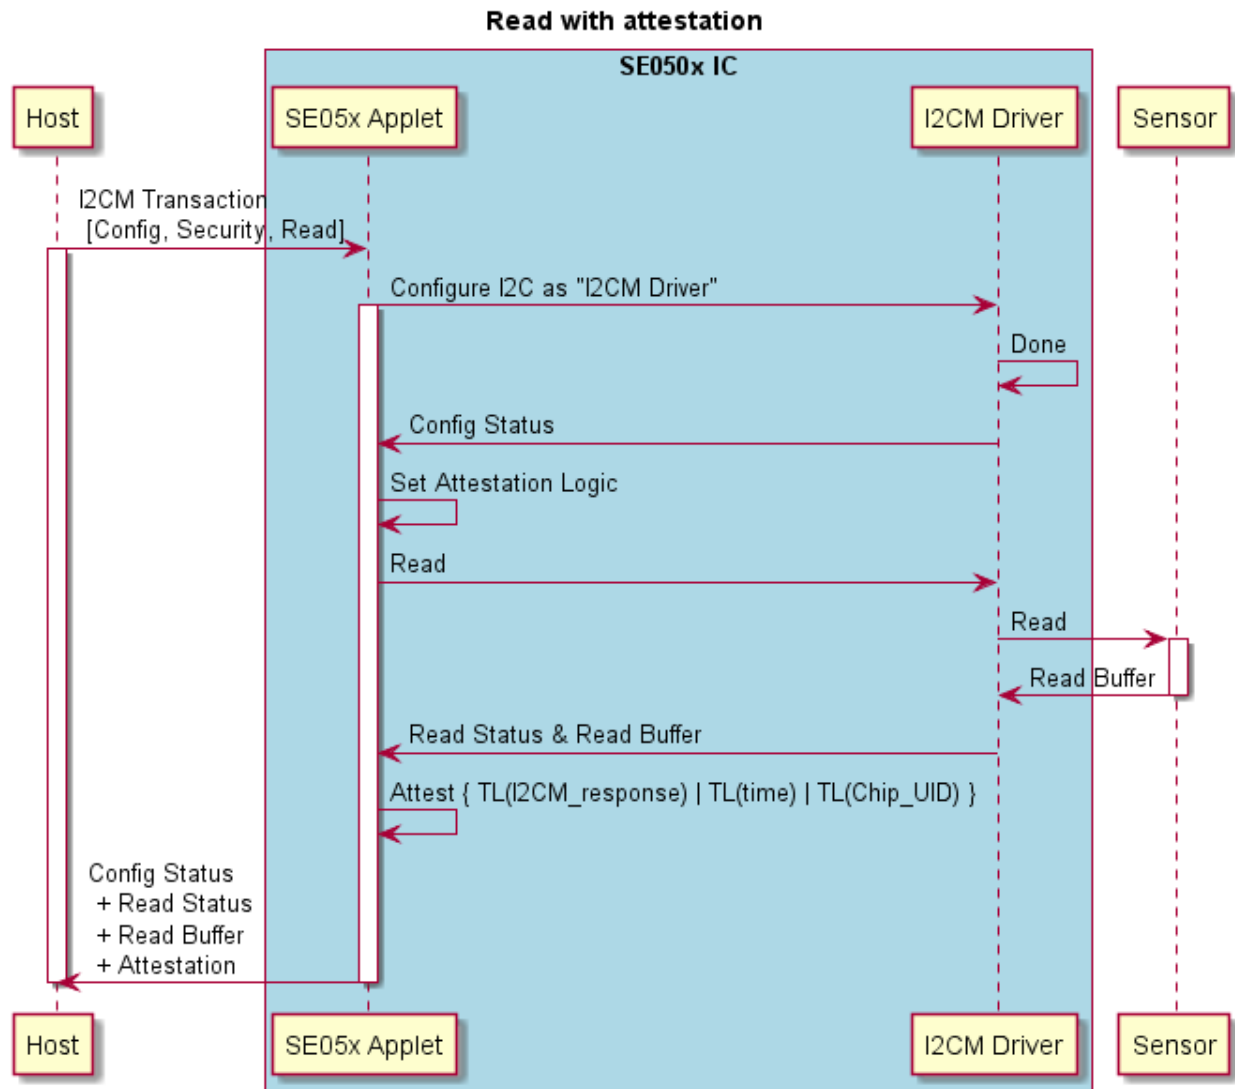 Read with attestation
SE050x IC
Host
SE05x Applet
I2CM Driver
Sensor
I2CM Transaction
[Config, Security, Read]
Configure I2C as "I2CM Driver"
Done
Config Status
Set Attestation Logic
Read
Read
Read Buffer
Read Status & Read Buffer
Attest { TL(I2CM_response) | TL(time) | TL(Chip_UID) }
Config Status
+ Read Status
+ Read Buffer
+ Attestation
Host
SE05x Applet
I2CM Driver
Sensor